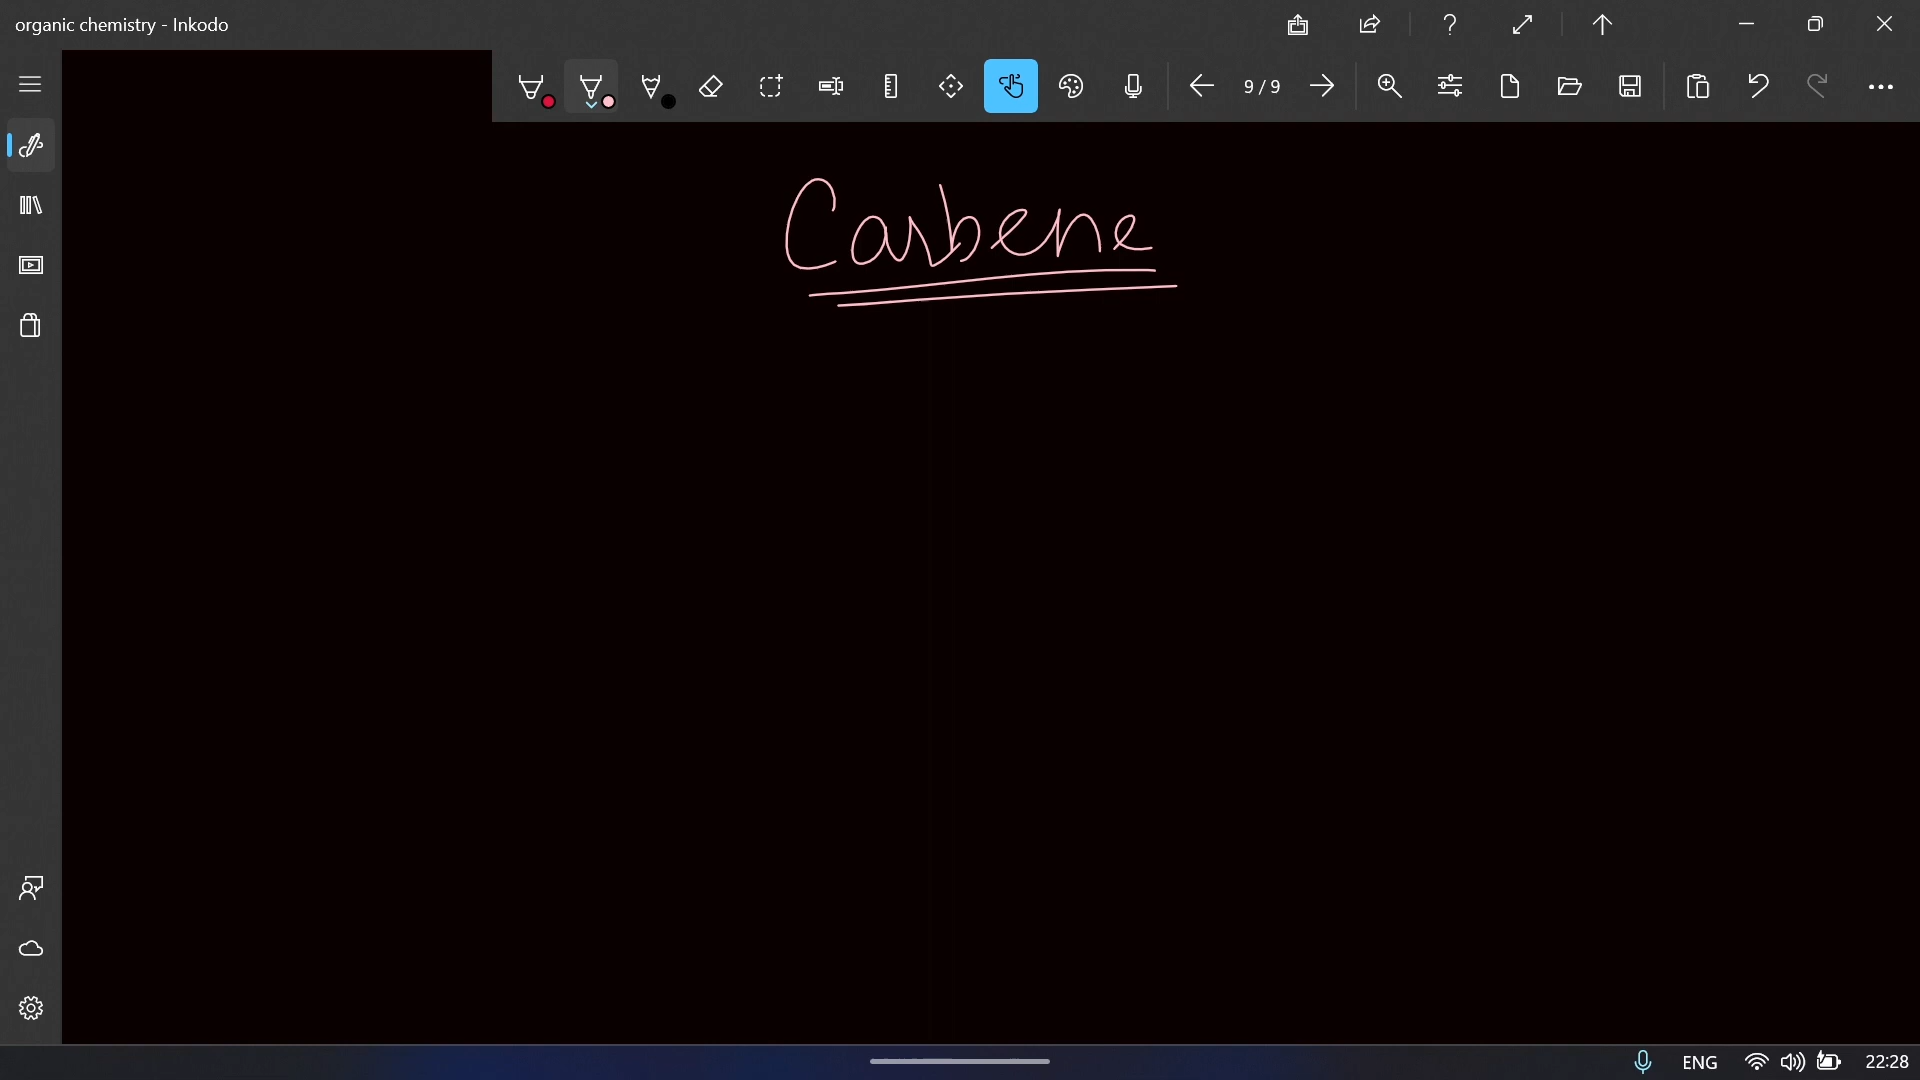 organic chemistry - Inkodo
9 / 9
Carbene
ENG
22:28